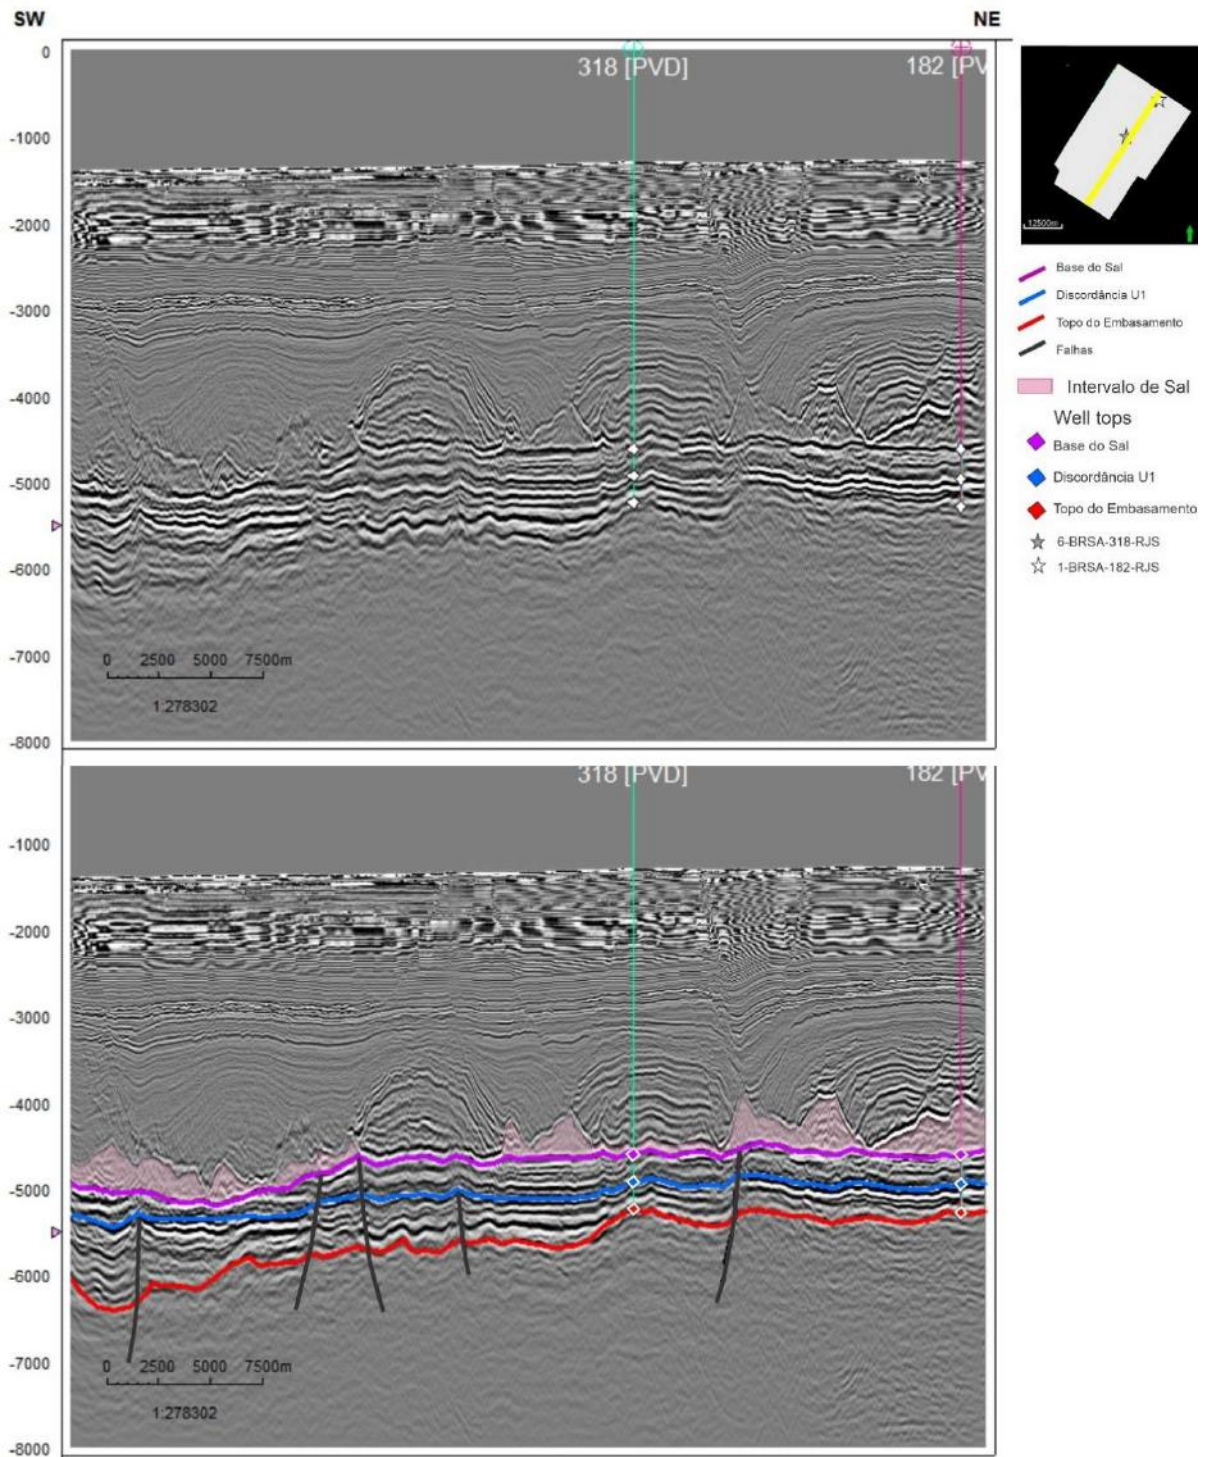 SW
NE
0
-1000
-2000
-3000
-4000
-5000
-6000
-7000
-8000
318 [PVD]
182 [PV
0 2500 5000 7500m
1:278302
12500m
Base do Sal
Discordância U1
Topo do Embasamento
Falhas
Intervalo de Sal
Well tops
Base do Sal
Discordância U1
Topo do Embasamento
6-BRSA-318-RJS
1-BRSA-182-RJS
318 [PVD]
182 [PV
-1000
-2000
-3000
-4000
-5000
-6000
-7000
-8000
0 2500 5000 7500m
1:278302